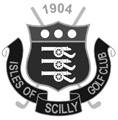 1904
ISLES OF
SCILLY
GOLF CLUB